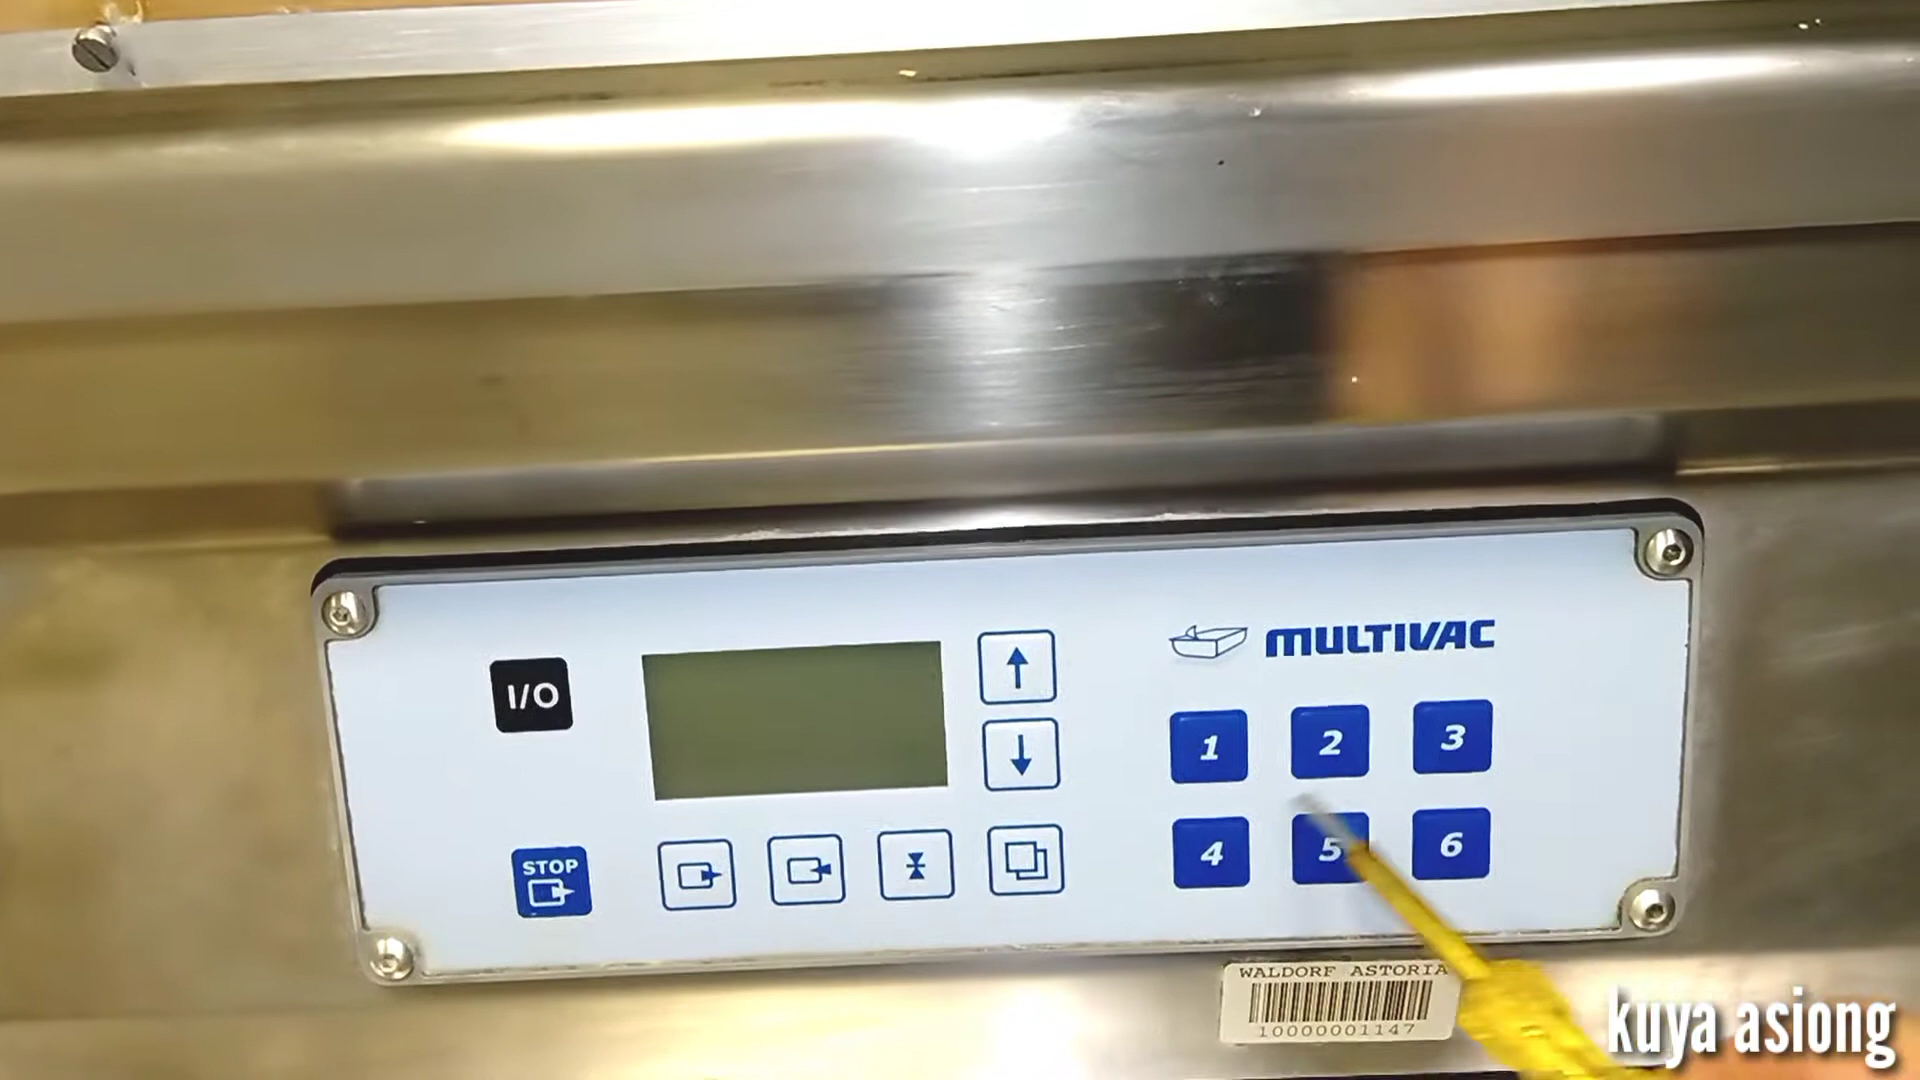 MULTIVAC
I/O
1 2 3
STOP
4 5 6
WALDORF ASTORIA
10000001147
kuya asiong